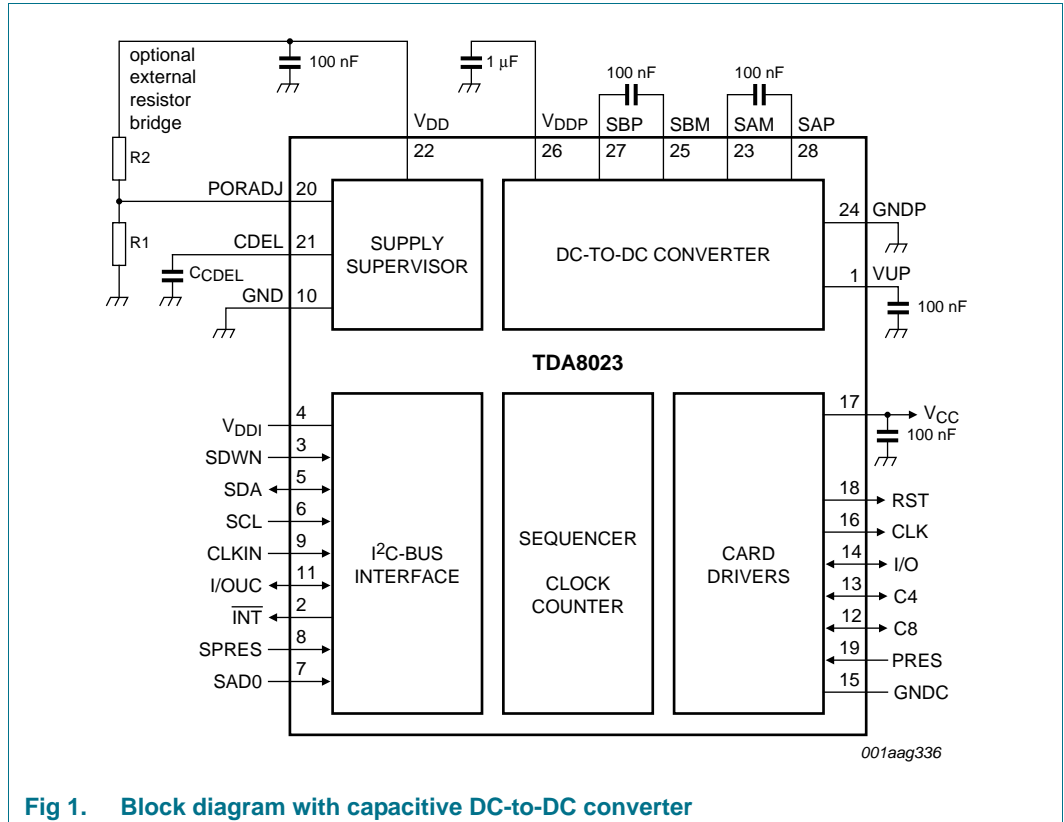 optional
external
resistor
bridge
100 nF
1 μF
100 nF
100 nF
VDD
VDDP
SBP
SBM
SAM
SAP
22
26
27
25
23
28
R2
R1
PORADJ 20
CDEL 21
CCDEL
GND 10
SUPPLY
SUPERVISOR
DC-TO-DC CONVERTER
24 GNDP
1 VUP
100 nF
TDA8023
VDDI 4
SDWN 3
SDA 5
SCL 6
CLKIN 9
I/OUC 11
INT 2
SPRES 8
SAD0 7
I2C-BUS
INTERFACE
SEQUENCER
CLOCK
COUNTER
CARD
DRIVERS
17 VCC
100 nF
18 RST
16 CLK
14 I/O
13 C4
12 C8
19 PRES
15 GNDC
001aag336
Fig 1. Block diagram with capacitive DC-to-DC converter